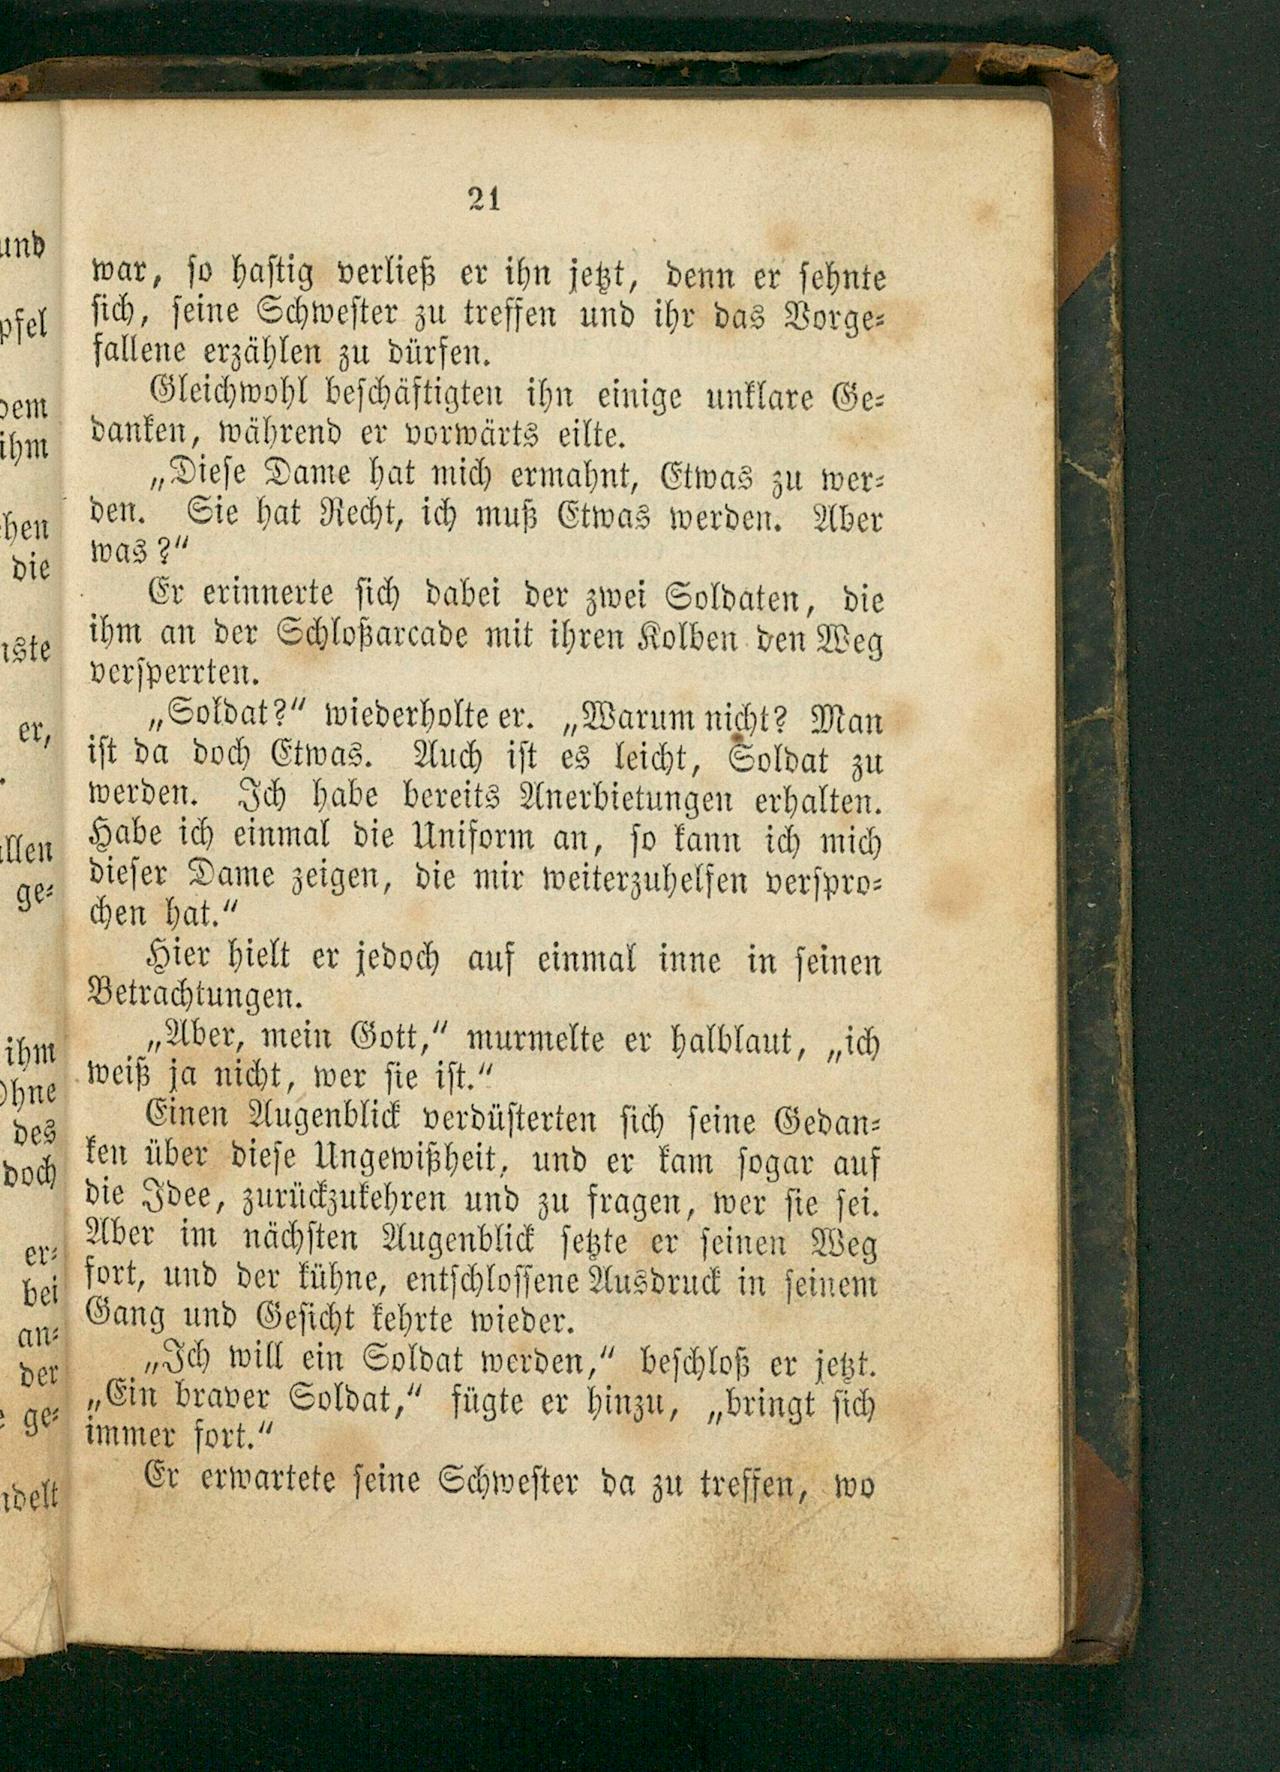 21
war, so hastig verließ er ihn jetzt, denn er sehnte
sich, seine Schwester zu treffen und ihr das Vorge-
fallene erzählen zu dürfen.
Gleichwohl beschäftigten ihn einige unklare Ge-
danken, während er vorwärts eilte.
„Diese Dame hat mich ermahnt, Etwas zu wer-
den. Sie hat Recht, ich muß Etwas werden. Aber
was?“
Er erinnerte sich dabei der zwei Soldaten, die
ihm an der Schloßarcade mit ihren Kolben den Weg
versperrten.
„Soldat?“ wiederholte er. „Warum nicht? Man
ist da doch Etwas. Auch ist es leicht, Soldat zu
werden. Ich habe bereits Anerbietungen erhalten.
Habe ich einmal die Uniform an, so kann ich mich
dieser Dame zeigen, die mir weiterzuhelfen verspro-
chen hat.“
Hier hielt er jedoch auf einmal inne in seinen
Betrachtungen.
„Aber, mein Gott,“ murmelte er halblaut, „ich
weiß ja nicht, wer sie ist.“
Einen Augenblick verdüsterten sich seine Gedan-
ken über diese Ungewißheit, und er kam sogar auf
die Idee, zurückzukehren und zu fragen, wer sie sei.
Aber im nächsten Augenblick setzte er seinen Weg
fort, und der kühne, entschlossene Ausdruck in seinem
Gang und Gesicht kehrte wieder.
„Ich will ein Soldat werden,“ beschloß er jetzt.
„Ein braver Soldat,“ fügte er hinzu, „bringt sich
immer fort.“
Er erwartete seine Schwester da zu treffen, wo